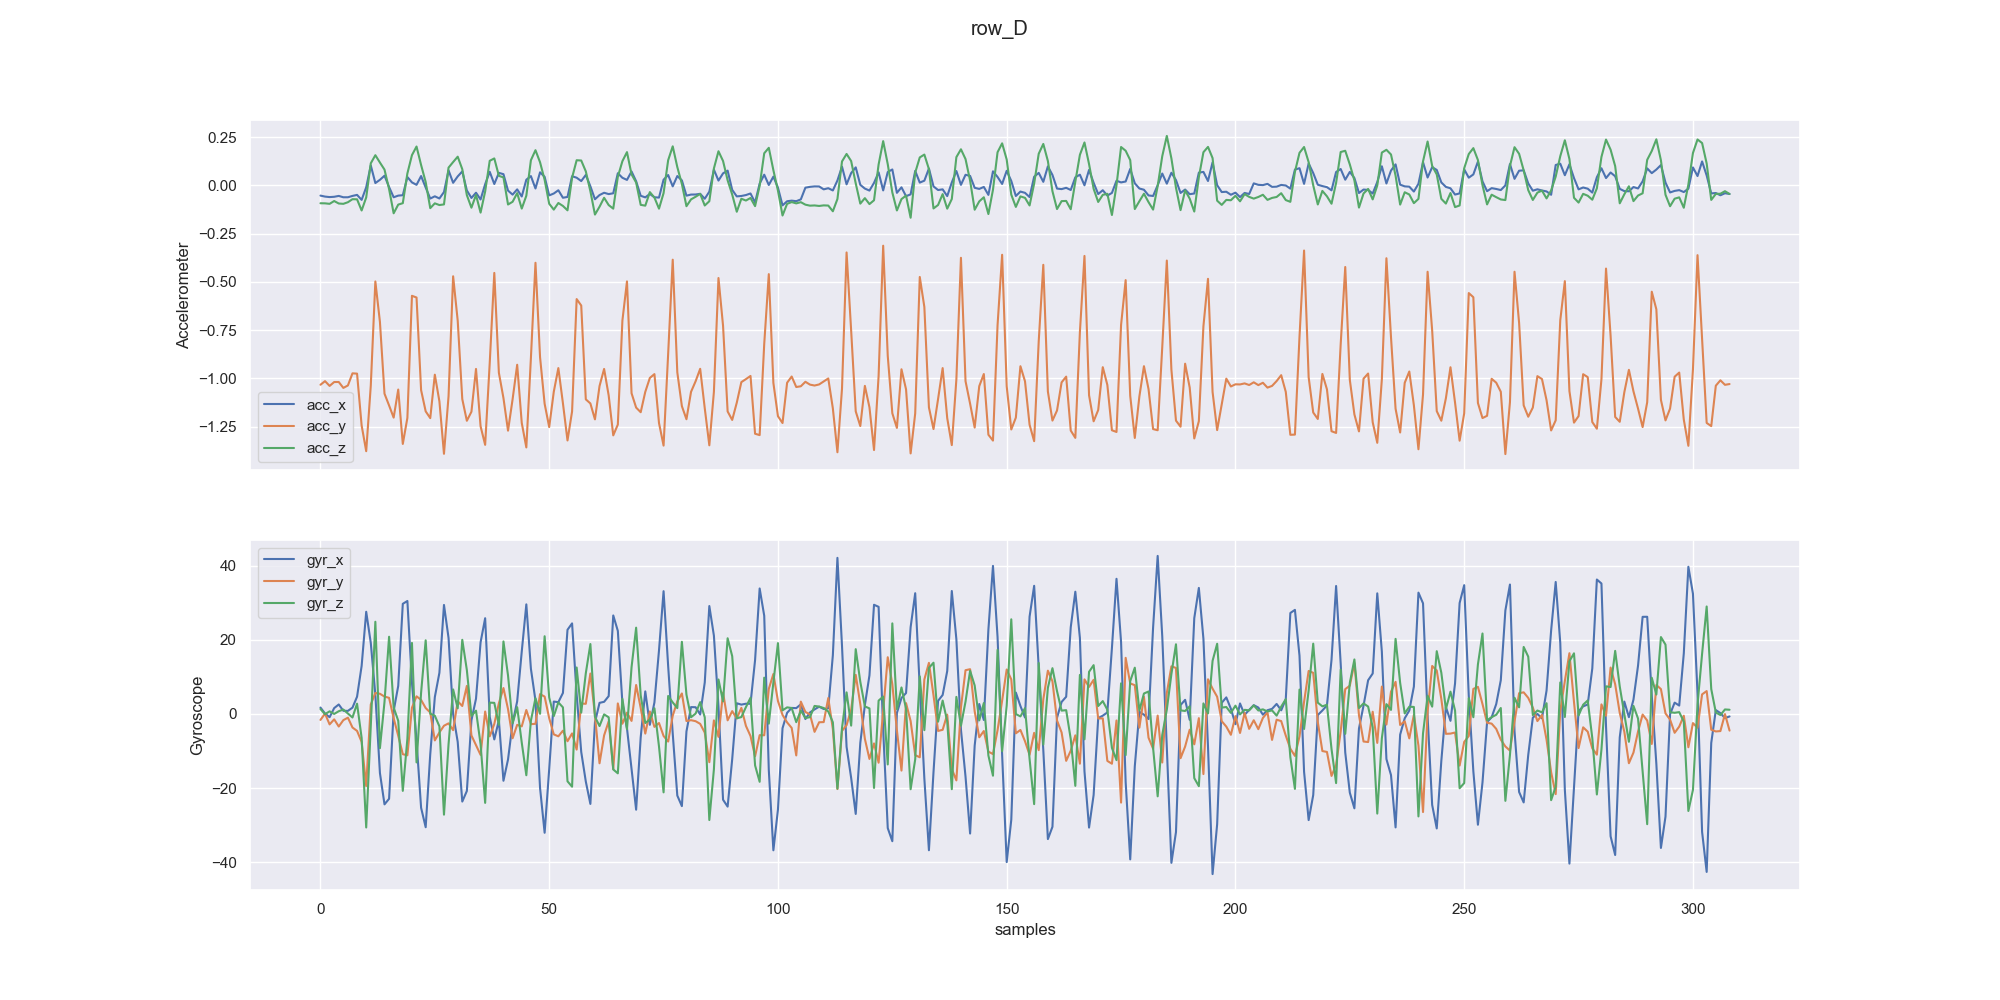 row_D
0.25
0.00
−0.25
−0.50
−0.75
−1.00
−1.25
Accelerometer
acc_x
acc_y
acc_z
40
20
0
−20
−40
Gyroscope
gyr_x
gyr_y
gyr_z
0 50 100 150 200 250 300
samples